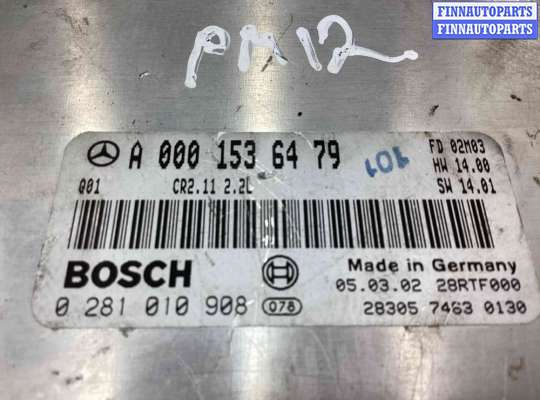 FINNAUTOPARTS
FINNAUTOPARTS
PM12
A 000 153 64 79
101
FD 02M03
HW 14.00
SW 14.01
Q01 CR2.11 2.2L
BOSCH
Made in Germany
05.03.02 28RTF000
0 281 010 908 078
28305 7463 0130